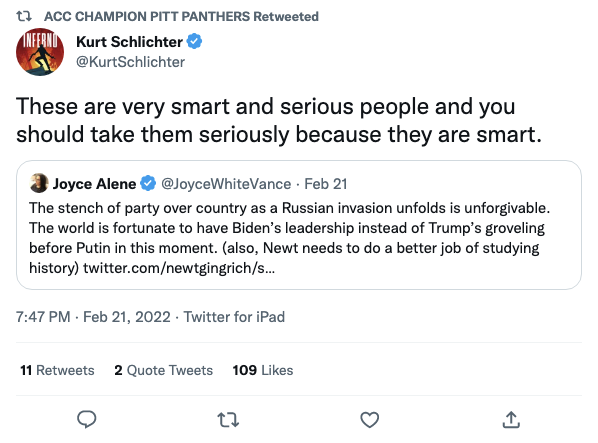 ACC CHAMPION PITT PANTHERS Retweeted
INFERNO
Kurt Schlichter
@KurtSchlichter
These are very smart and serious people and you
should take them seriously because they are smart.
Joyce Alene @JoyceWhiteVance · Feb 21
The stench of party over country as a Russian invasion unfolds is unforgivable.
The world is fortunate to have Biden’s leadership instead of Trump’s groveling
before Putin in this moment. (also, Newt needs to do a better job of studying
history) twitter.com/newtgingrich/s...
7:47 PM · Feb 21, 2022 · Twitter for iPad
11 Retweets 2 Quote Tweets 109 Likes